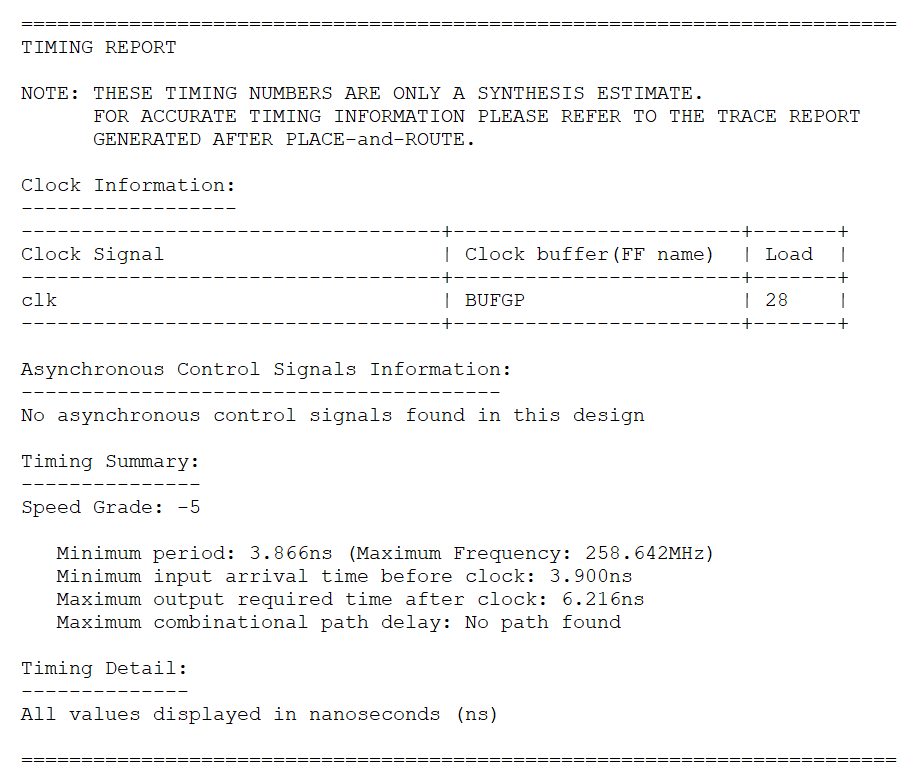 =========================================================================
TIMING REPORT
NOTE: THESE TIMING NUMBERS ARE ONLY A SYNTHESIS ESTIMATE.
      FOR ACCURATE TIMING INFORMATION PLEASE REFER TO THE TRACE REPORT
      GENERATED AFTER PLACE-and-ROUTE.
Clock Information:
------------------
-----------------------------------+------------------------+-------+
Clock Signal                       | Clock buffer(FF name)  | Load  |
-----------------------------------+------------------------+-------+
clk                                | BUFGP                  | 28    |
-----------------------------------+------------------------+-------+
Asynchronous Control Signals Information:
----------------------------------------
No asynchronous control signals found in this design
Timing Summary:
---------------
Speed Grade: -5
   Minimum period: 3.866ns (Maximum Frequency: 258.642MHz)
   Minimum input arrival time before clock: 3.900ns
   Maximum output required time after clock: 6.216ns
   Maximum combinational path delay: No path found
Timing Detail:
--------------
All values displayed in nanoseconds (ns)
=========================================================================